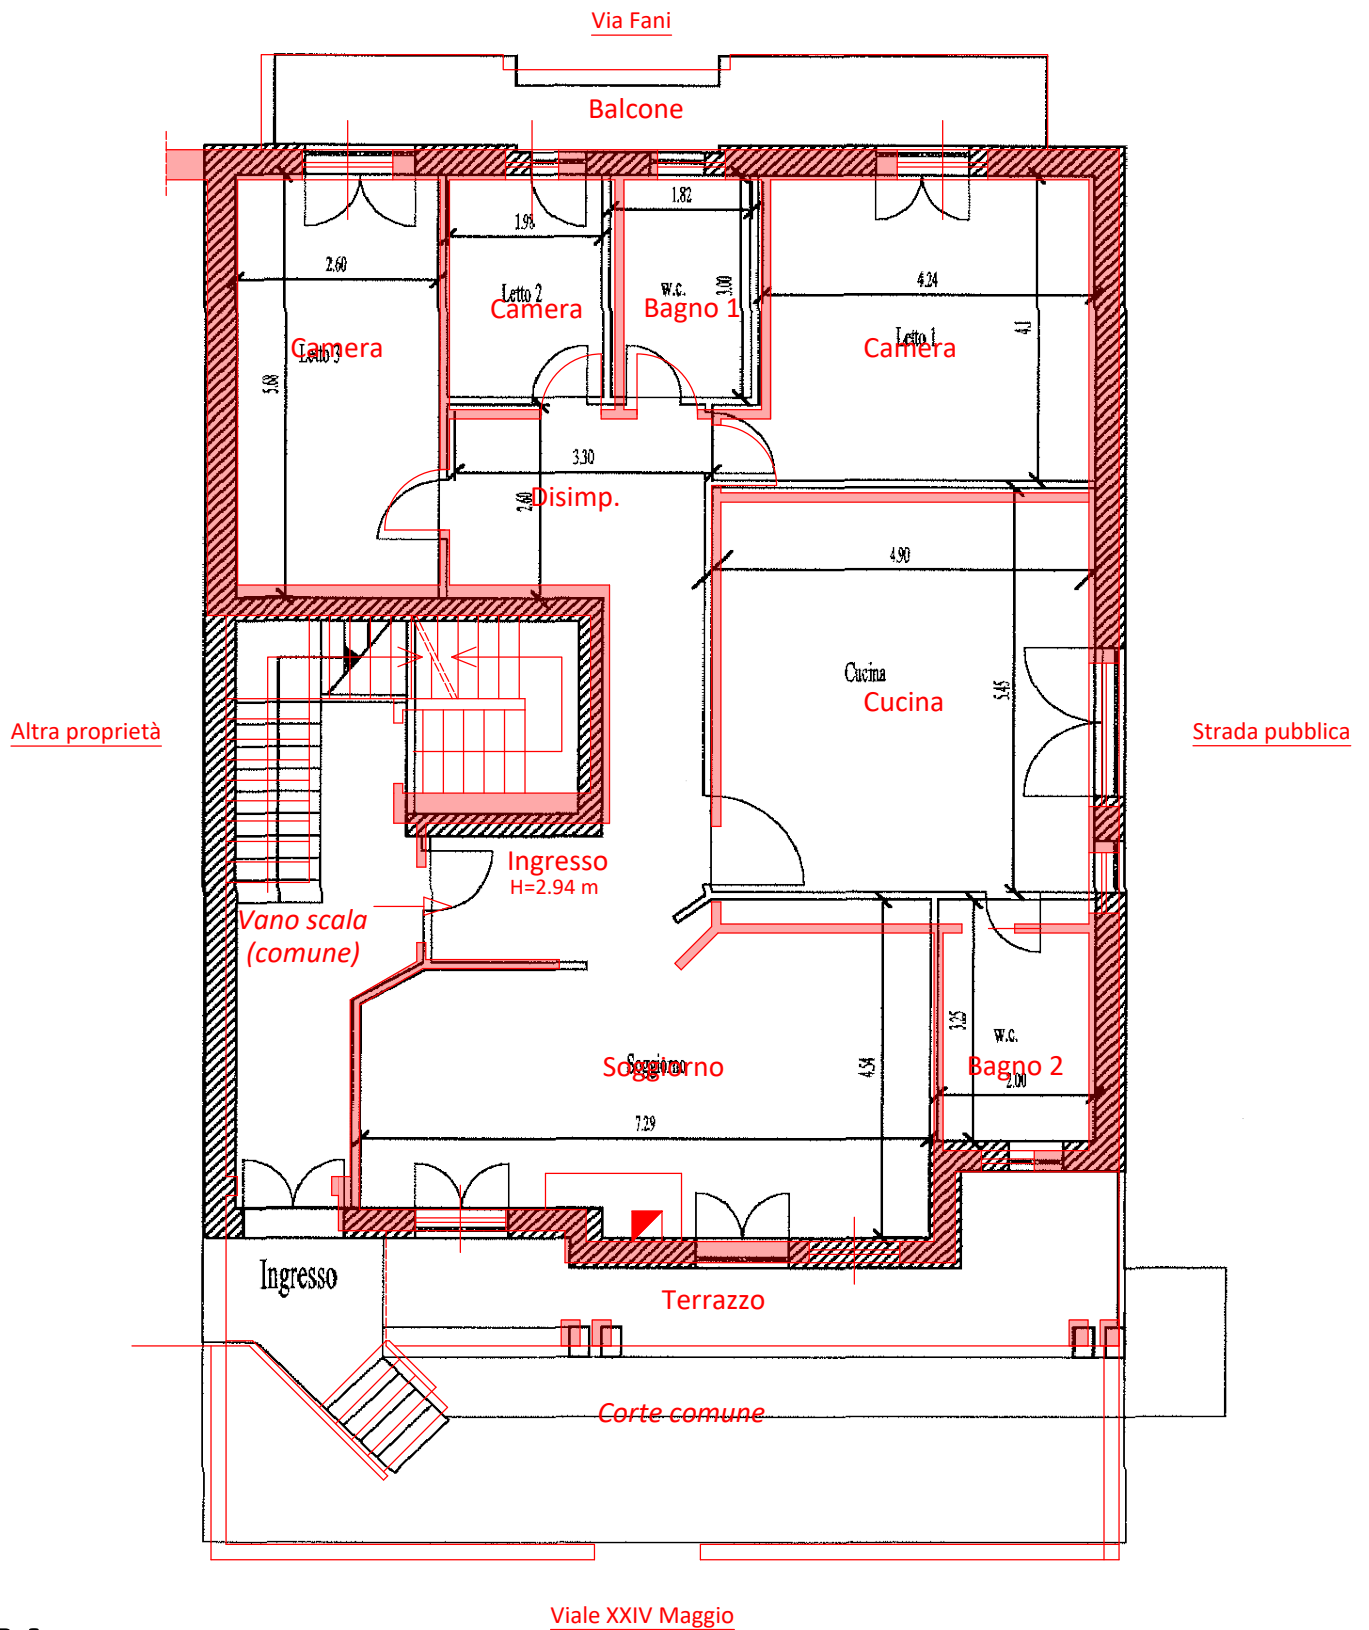 Via Fani
Balcone
1.82
1.98
2.60
4.24
3.00
Letto 2
w.c.
Camera
Bagno 1
4.1
Letto 1
Letto 3
Camera
Camera
5.68
3.30
2.60
Disimp.
4.90
Cucina
5.45
Cucina
Altra proprietà
Strada pubblica
Ingresso
H=2.94 m
Vano scala
(comune)
3.25
w.c.
4.54
Soggiorno
Soggiorno
Bagno 2
2.00
7.29
Ingresso
Terrazzo
Corte comune
Viale XXIV Maggio